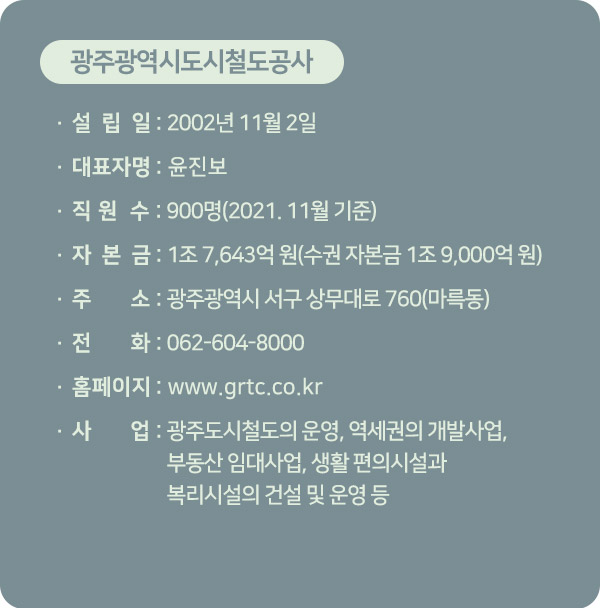 광주광역시도시철도공사
· 설 립 일 : 2002년 11월 2일
· 대표자명 : 윤진보
· 직 원 수 : 900명(2021. 11월 기준)
· 자 본 금 : 1조 7,643억 원(수권 자본금 1조 9,000억 원)
· 주 소 : 광주광역시 서구 상무대로 760(마륵동)
· 전 화 : 062-604-8000
· 홈페이지 : www.grtc.co.kr
· 사 업 : 광주도시철도의 운영, 역세권의 개발사업,
부동산 임대사업, 생활 편의시설과
복리시설의 건설 및 운영 등